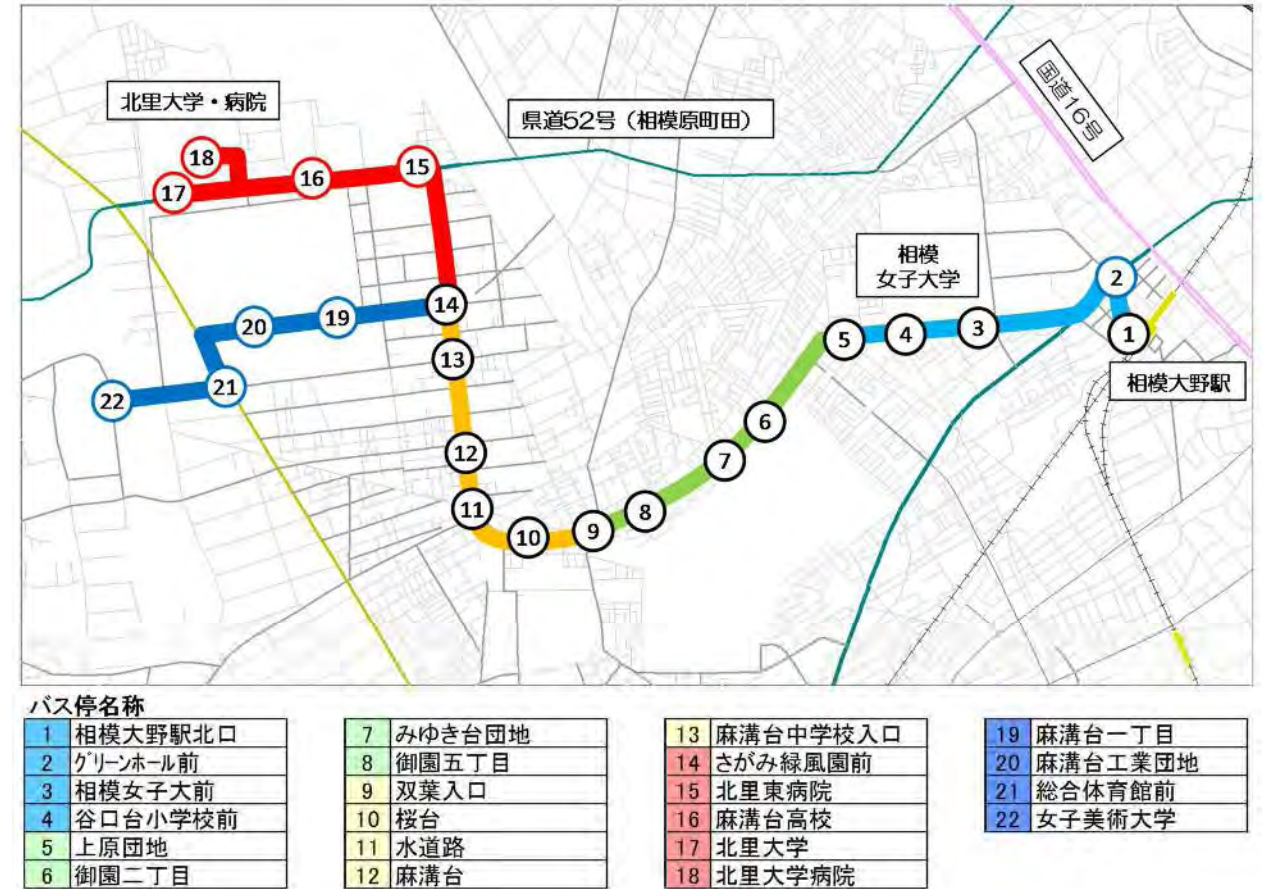 北里大学・病院
県道52号（相模原町田）
国道16号
相模
女子大学
相模大野駅
18
17
16
15
14
13
12
11
10
9
8
7
6
5
4
3
2
1
19
20
21
22
バス停名称
1 相模大野駅北口
2 グリーンホール前
3 相模女子大前
4 谷口台小学校前
5 上原団地
6 御園二丁目
7 みゆき台団地
8 御園五丁目
9 双葉入口
10 桜台
11 水道路
12 麻溝台
13 麻溝台中学校入口
14 さがみ緑風園前
15 北里東病院
16 麻溝台高校
17 北里大学
18 北里大学病院
19 麻溝台一丁目
20 麻溝台工業団地
21 総合体育館前
22 女子美術大学